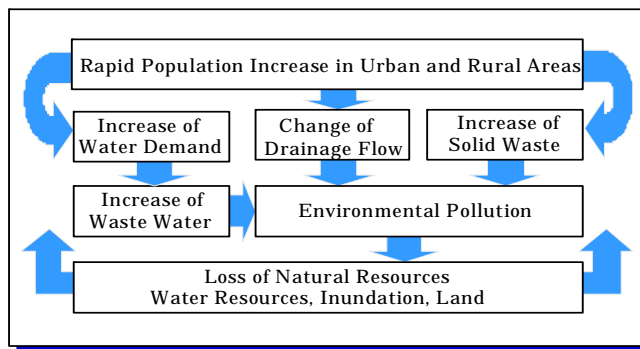 Rapid Population Increase in Urban and Rural Areas
Increase of
Water Demand
Change of
Drainage Flow
Increase of
Solid Waste
Increase of
Waste Water
Environmental Pollution
Loss of Natural Resources
Water Resources, Inundation, Land